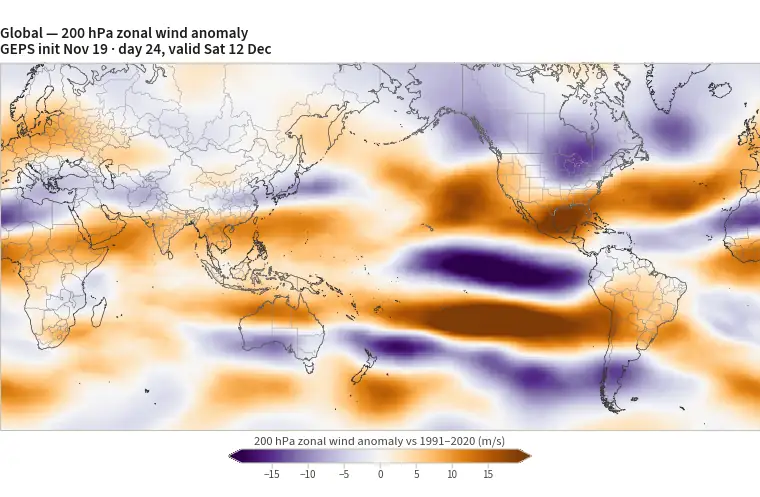 Global — 200 hPa zonal wind anomaly
GEPS init Nov 19 · day 24, valid Sat 12 Dec
200 hPa zonal wind anomaly vs 1991–2020 (m/s)
−15 −10 −5 0 5 10 15